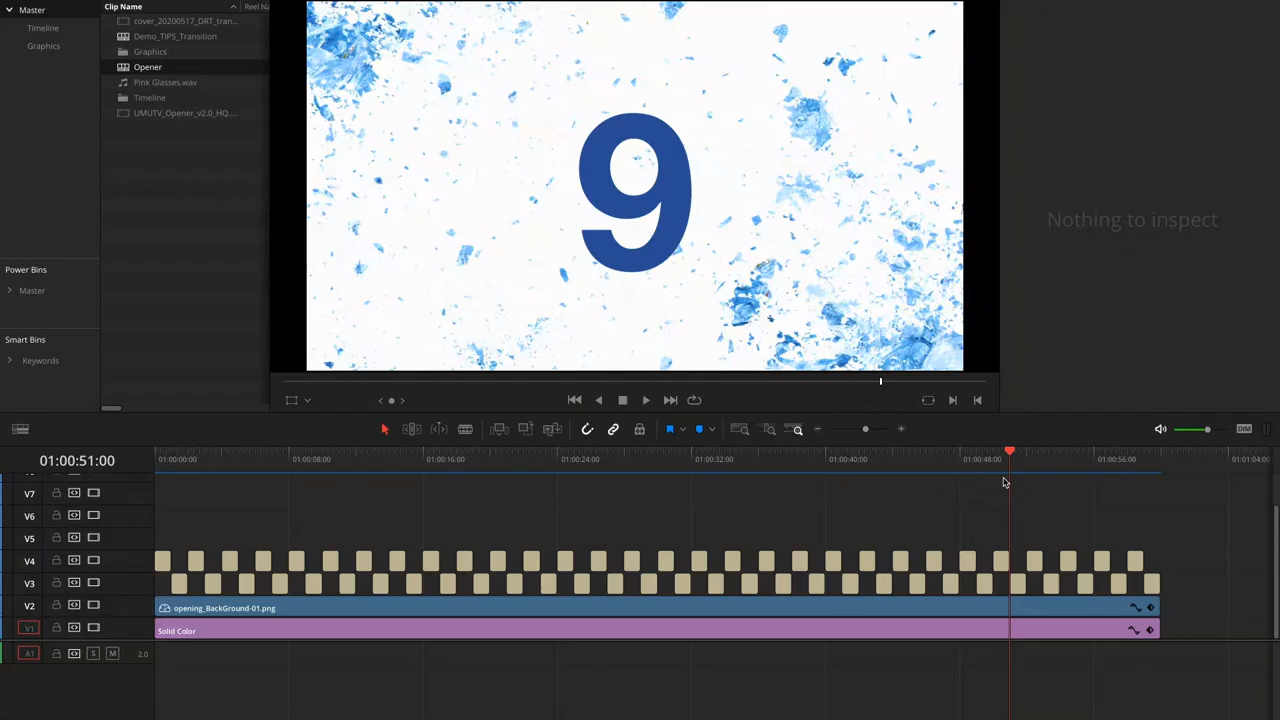 Master
Timeline
Graphics
Clip Name
Reel Na
cover_20200517_DRT_tran...
Demo_TIPS_Transition
Graphics
Opener
Pink Glasses.wav
Timeline
UMUTV_Opener_v2.0_HQ...
Power Bins
Master
Smart Bins
Keywords
9
Nothing to inspect
DIM
01:00:51:00
01:00:00:00
01:00:08:00
01:00:16:00
01:00:24:00
01:00:32:00
01:00:40:00
01:00:48:00
01:00:56:00
01:01:04:00
V7
V6
V5
V4
V3
V2
opening_BackGround-01.png
V1
Solid Color
A1
S
M
2.0